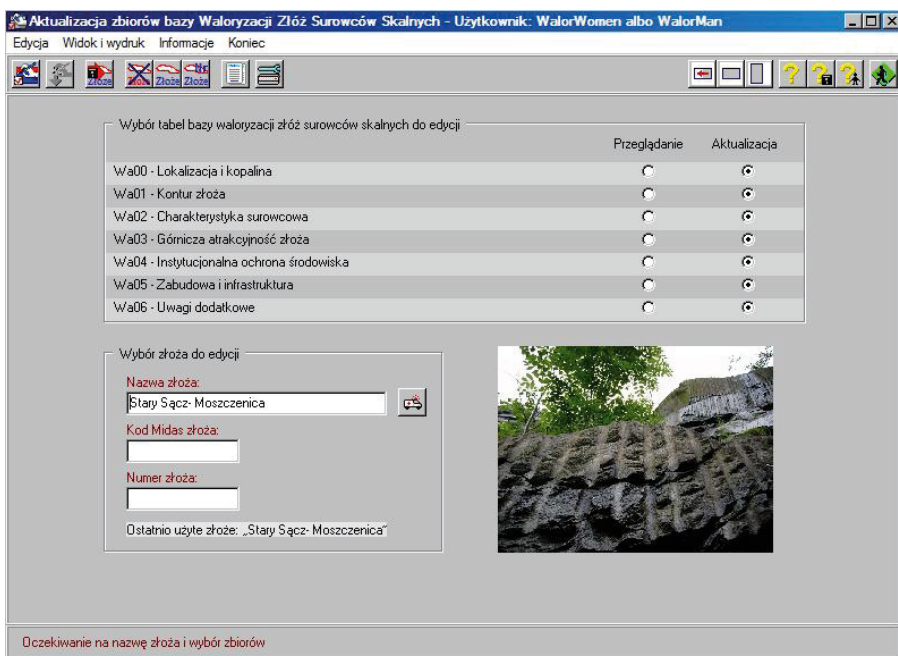 Aktualizacja zbiorów bazy Waloryzacji Złóż Surowców Skalnych - Użytkownik: WalorWomen albo WalorMan
Edycja Widok i wydruk Informacje Koniec
Złoże Złoże Złoże
Wybór tabel bazy waloryzacji złóż surowców skalnych do edycji
Przeglądanie Aktualizacja
Wa00 - Lokalizacja i kopalina
Wa01 - Kontur złoża
Wa02 - Charakterystyka surowcowa
Wa03 - Górnicza atrakcyjność złoża
Wa04 - Instytucjonalna ochrona środowiska
Wa05 - Zabudowa i infrastruktura
Wa06 - Uwagi dodatkowe
Wybór złoża do edycji
Nazwa złoża:
Stary Sącz- Moszczenica
Kod Midas złoża:
Numer złoża:
Ostatnio użyte złoże: „Stary Sącz- Moszczenica"
Oczekiwanie na nazwę złoża i wybór zbiorów